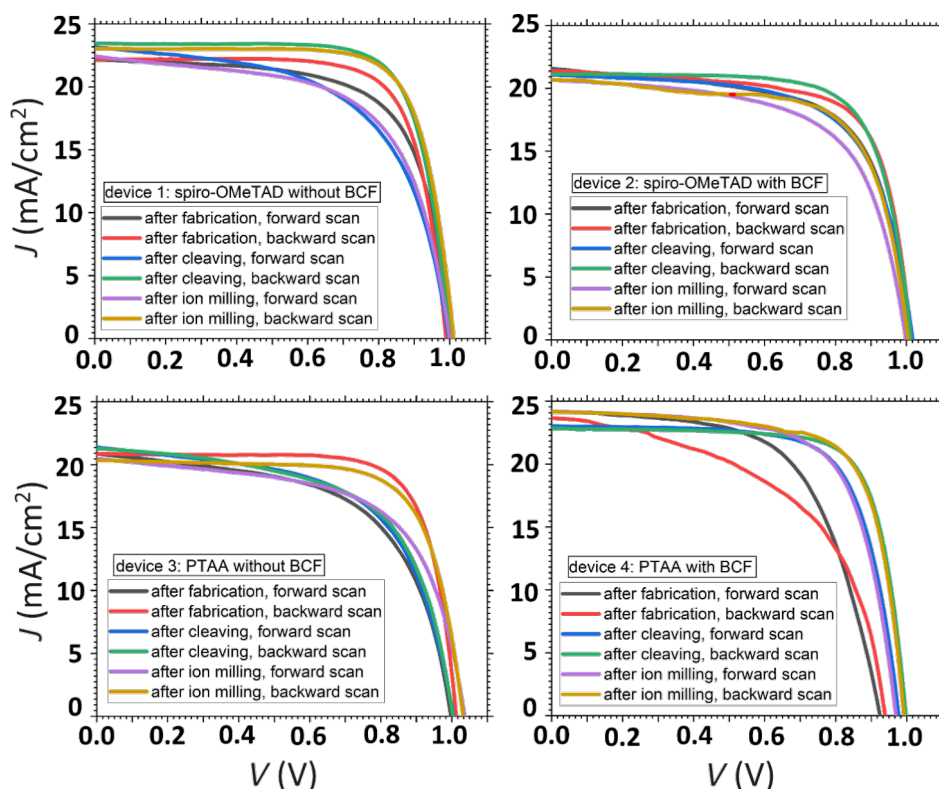 25
20
15
10
5
0
J (mA/cm²)
device 1: spiro-OMeTAD without BCF
after fabrication, forward scan
after fabrication, backward scan
after cleaving, forward scan
after cleaving, backward scan
after ion milling, forward scan
after ion milling, backward scan
0.0 0.2 0.4 0.6 0.8 1.0
25
20
15
10
5
0
device 2: spiro-OMeTAD with BCF
after fabrication, forward scan
after fabrication, backward scan
after cleaving, forward scan
after cleaving, backward scan
after ion milling, forward scan
after ion milling, backward scan
0.0 0.2 0.4 0.6 0.8 1.0
25
20
15
10
5
0
J (mA/cm²)
device 3: PTAA without BCF
after fabrication, forward scan
after fabrication, backward scan
after cleaving, forward scan
after cleaving, backward scan
after ion milling, forward scan
after ion milling, backward scan
0.0 0.2 0.4 0.6 0.8 1.0
V (V)
25
20
15
10
5
0
device 4: PTAA with BCF
after fabrication, forward scan
after fabrication, backward scan
after cleaving, forward scan
after cleaving, backward scan
after ion milling, forward scan
after ion milling, backward scan
0.0 0.2 0.4 0.6 0.8 1.0
V (V)